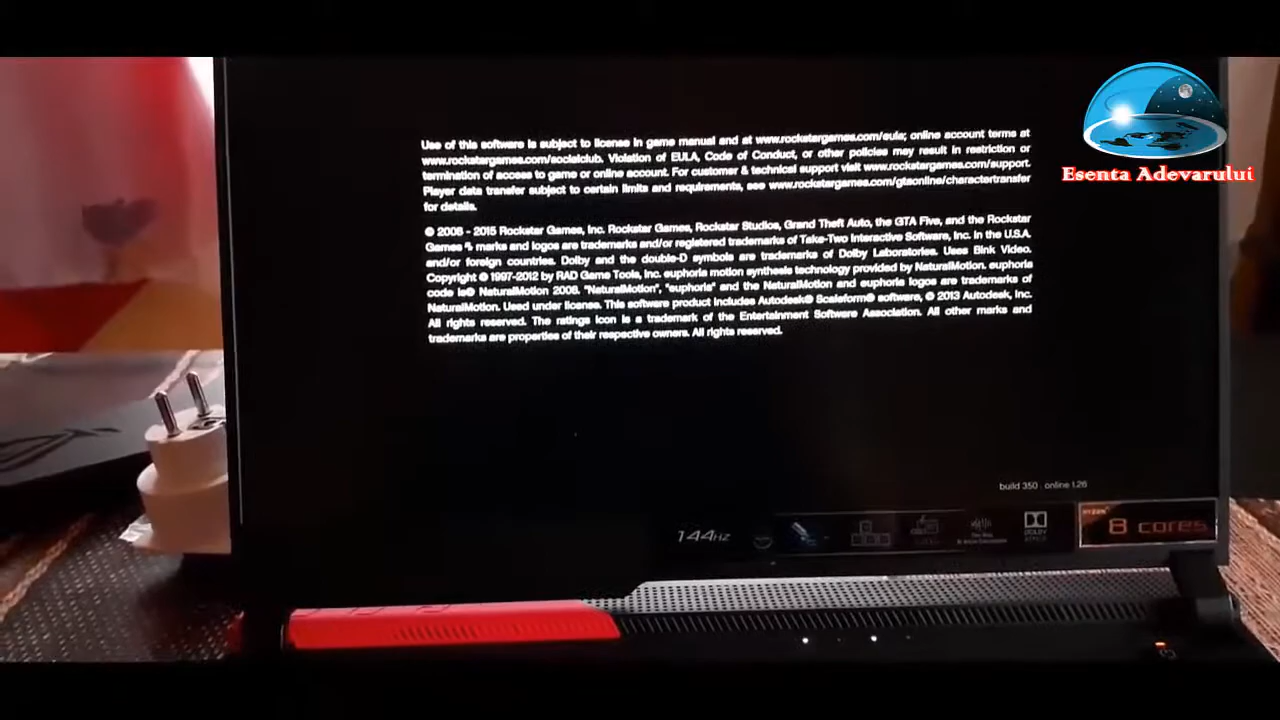 Esenta Adevarului
Use of this software is subject to license in game manual and at www.rockstargames.com/eula; online account terms at
www.rockstargames.com/socialclub. Violation of EULA, Code of Conduct, or other policies may result in restriction or
termination of access to game or online account. For customer & technical support visit www.rockstargames.com/support.
Player data transfer subject to certain limits and requirements, see www.rockstargames.com/gtaonline/charactertransfer
for details.
© 2008 - 2015 Rockstar Games, Inc. Rockstar Games, Rockstar Studios, Grand Theft Auto, the GTA Five, and the Rockstar
Games marks and logos are trademarks and/or registered trademarks of Take-Two Interactive Software, Inc. in the U.S.A.
and/or foreign countries. Dolby and the double-D symbols are trademarks of Dolby Laboratories. Uses Bink Video.
Copyright © 1997-2012 by RAD Game Tools, Inc. euphoria motion synthesis technology provided by NaturalMotion. euphoria
code is© NaturalMotion 2008. "NaturalMotion", "euphoria" and the NaturalMotion and euphoria logos are trademarks of
NaturalMotion. Used under license. This software product includes Autodesk® Scaleform® software, © 2013 Autodesk, Inc.
All rights reserved. The ratings icon is a trademark of the Entertainment Software Association. All other marks and
trademarks are properties of their respective owners. All rights reserved.
build 350 online 1.26
144Hz
DOLBY
RYZEN
8 cores